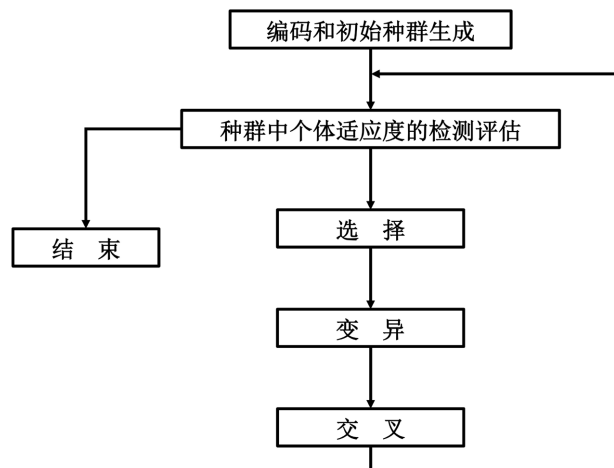 编码和初始种群生成
种群中个体适应度的检测评估
结 束
选 择
变 异
交 叉